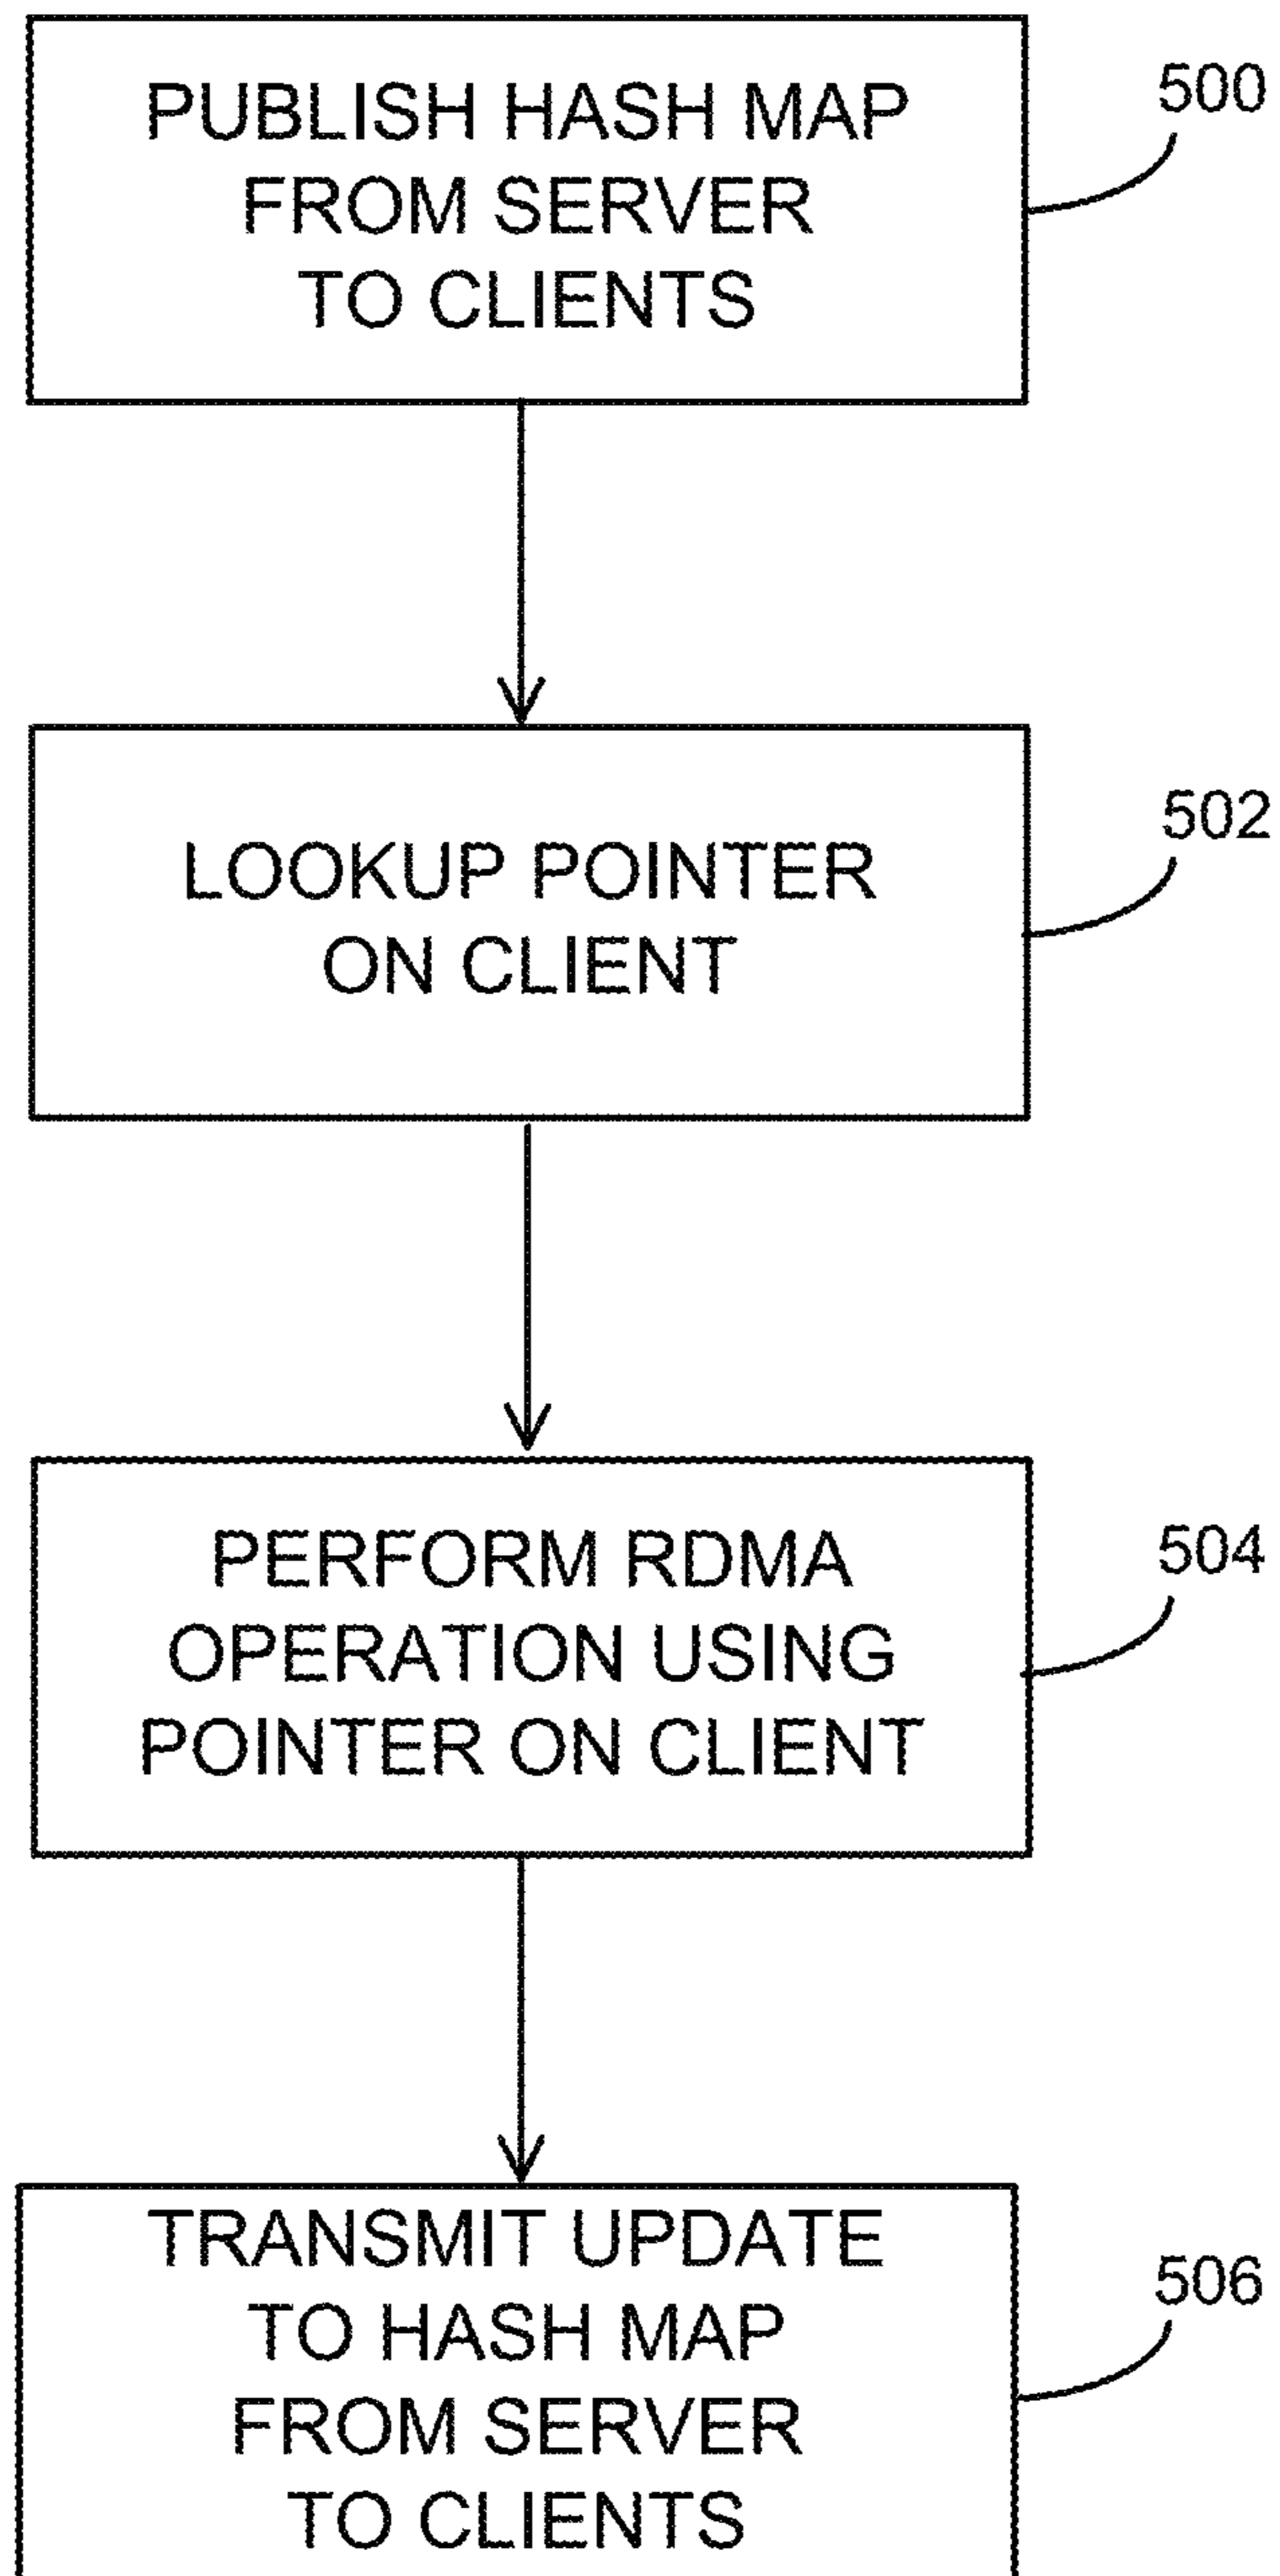 PUBLISH HASH MAP
FROM SERVER
TO CLIENTS
500
LOOKUP POINTER
ON CLIENT
502
PERFORM RDMA
OPERATION USING
POINTER ON CLIENT
504
TRANSMIT UPDATE
TO HASH MAP
FROM SERVER
TO CLIENTS
506